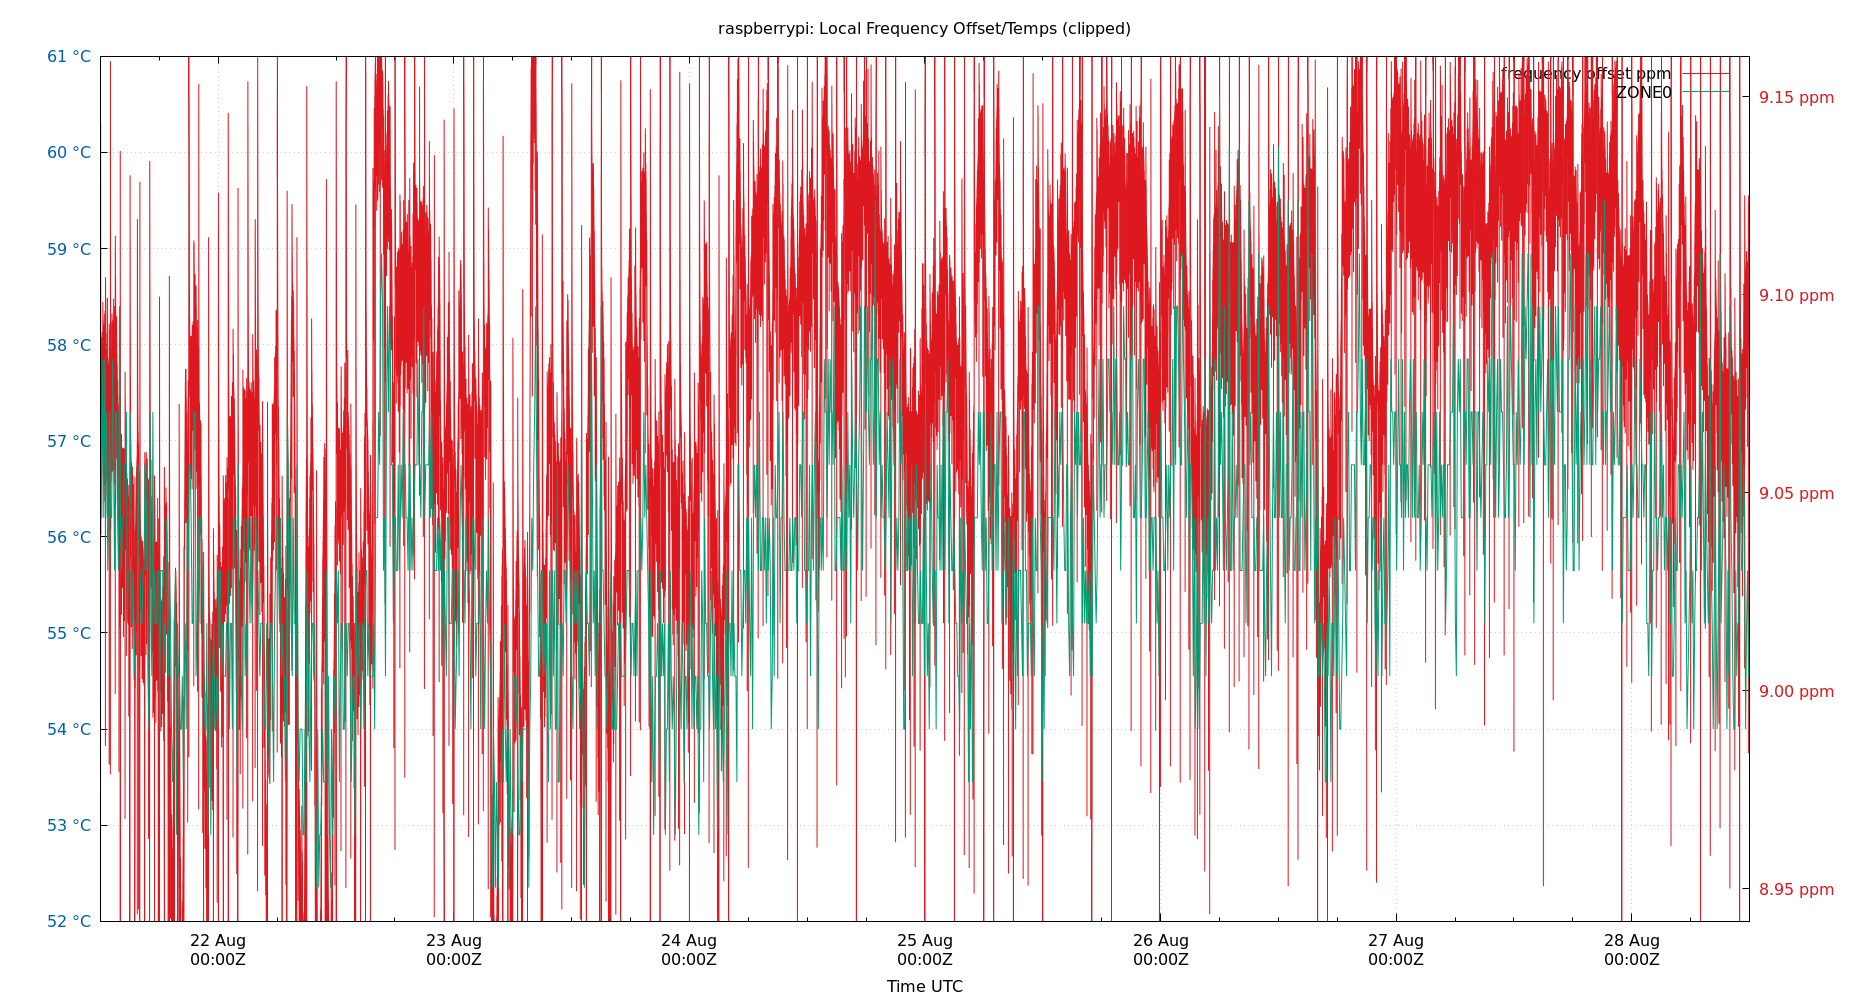 raspberrypi: Local Frequency Offset/Temps (clipped)
61 °C
60 °C
59 °C
58 °C
57 °C
56 °C
55 °C
54 °C
53 °C
52 °C
frequency offset ppm
ZONE0
9.15 ppm
9.10 ppm
9.05 ppm
9.00 ppm
8.95 ppm
22 Aug
00:00Z
23 Aug
00:00Z
24 Aug
00:00Z
25 Aug
00:00Z
26 Aug
00:00Z
27 Aug
00:00Z
28 Aug
00:00Z
Time UTC